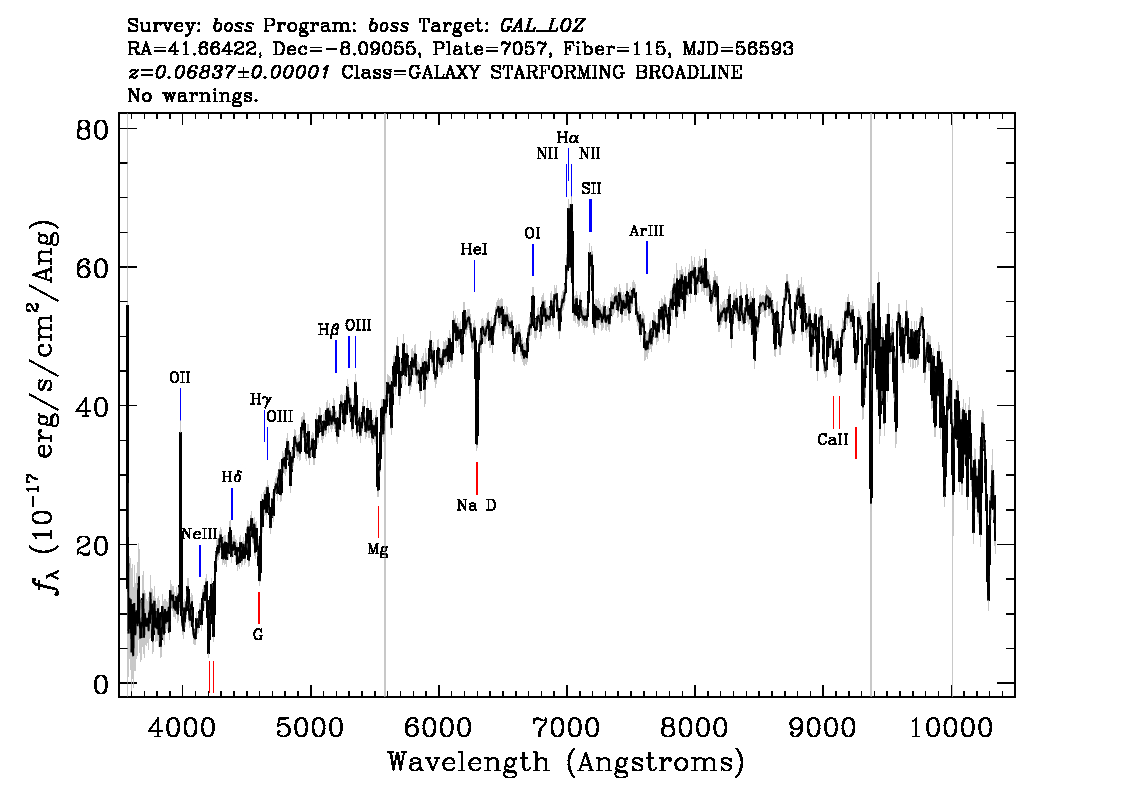 Survey: boss Program: boss Target: GAL_LOZ
RA=41.66422, Dec=−8.09055, Plate=7057, Fiber=115, MJD=56593
z=0.06837±0.00001 Class=GALAXY STARFORMING BROADLINE
No warnings.
80
Hα
NII NII
SII
ArIII
OI
HeI
60
Hβ OIII
OII
Hγ
OIII
40
CaII
Hδ
Na D
NeIII
Mg
20
G
0
4000 5000 6000 7000 8000 9000 10000
Wavelength (Angstroms)
fλ (10−17 erg/s/cm2/Ang)